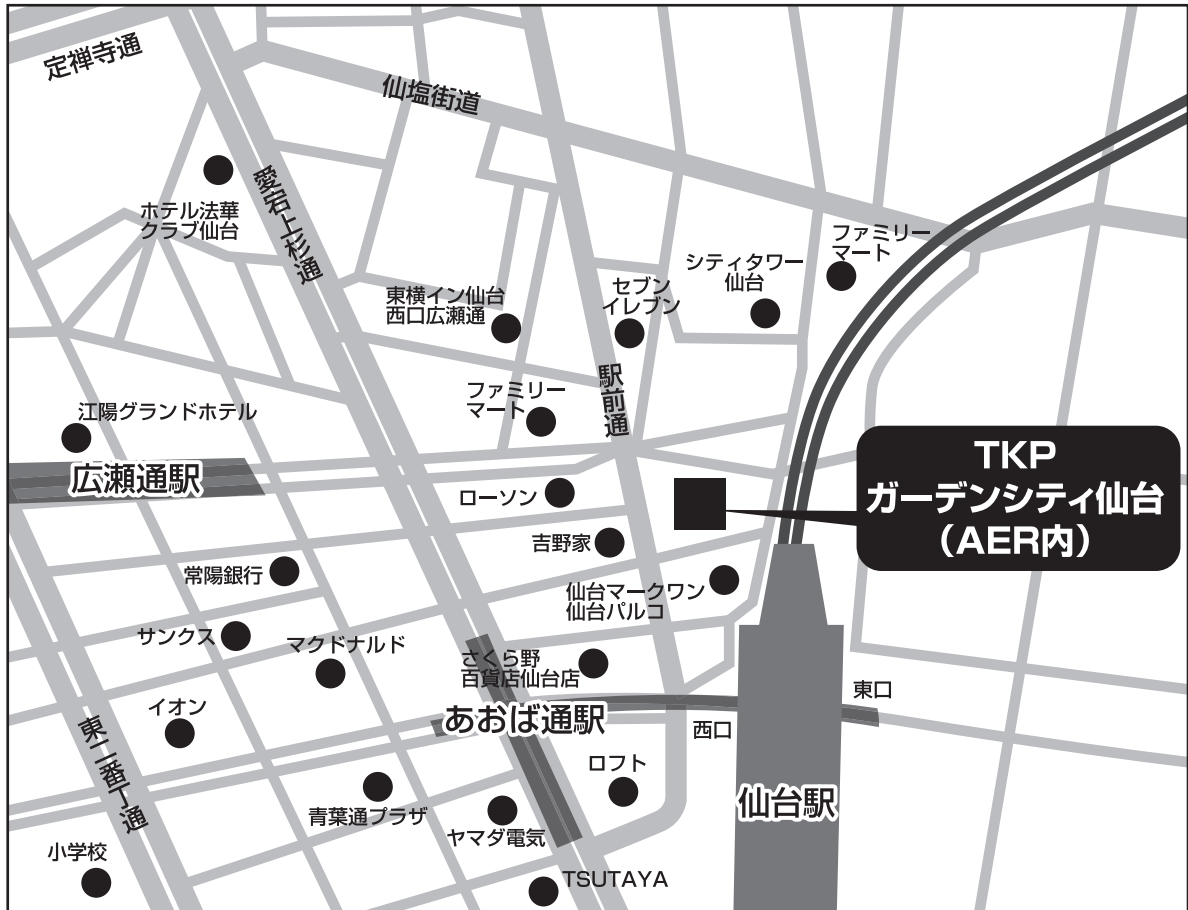 定禅寺通
仙塩街道
愛宕上杉通
ホテル法華
クラブ仙台
ファミリー
マート
シティタワー
仙台
セブン
イレブン
東横イン仙台
西口広瀬通
駅前通
ファミリー
マート
江陽グランドホテル
広瀬通駅
TKP
ガーデンシティ仙台
（AER内）
ローソン
吉野家
常陽銀行
仙台マークワン
仙台パルコ
サンクス
マクドナルド
さくら野
百貨店仙台店
イオン
東口
あおば通駅
西口
東二番丁通
ロフト
仙台駅
青葉通プラザ
ヤマダ電気
小学校
TSUTAYA